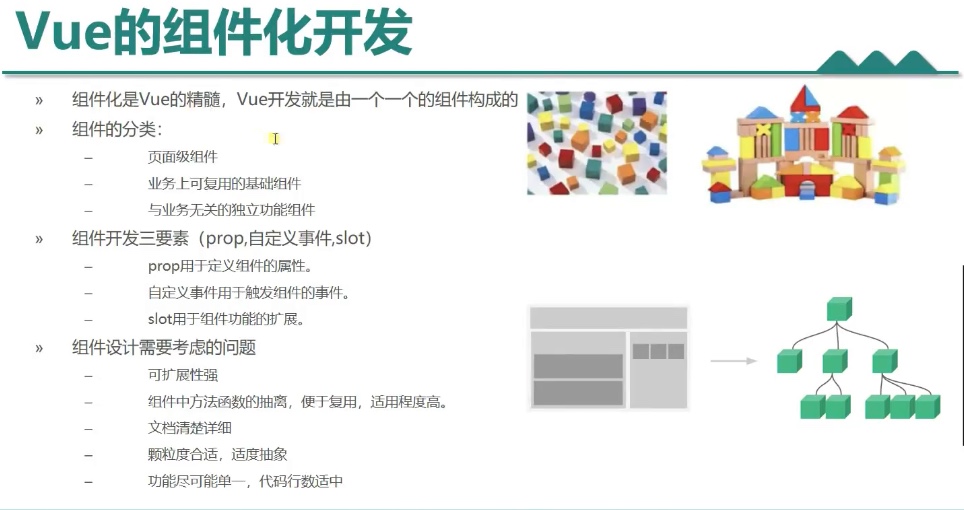 Vue的组件化开发
» 组件化是Vue的精髓，Vue开发就是由一个一个的组件构成的
» 组件的分类：
– 页面级组件
– 业务上可复用的基础组件
– 与业务无关的独立功能组件
» 组件开发三要素（prop,自定义事件,slot）
– prop用于定义组件的属性。
– 自定义事件用于触发组件的事件。
– slot用于组件功能的扩展。
» 组件设计需要考虑的问题
– 可扩展性强
– 组件中方法函数的抽离，便于复用，适用程度高。
– 文档清楚详细
– 颗粒度合适，适度抽象
– 功能尽可能单一，代码行数适中